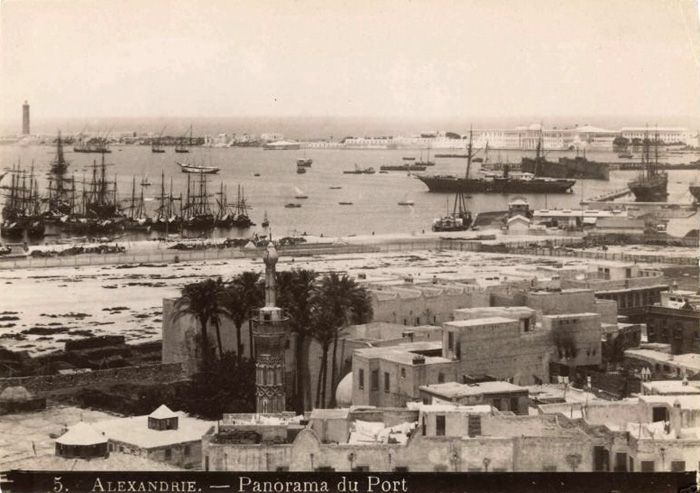 5. ALEXANDRIE. — Panorama du Port